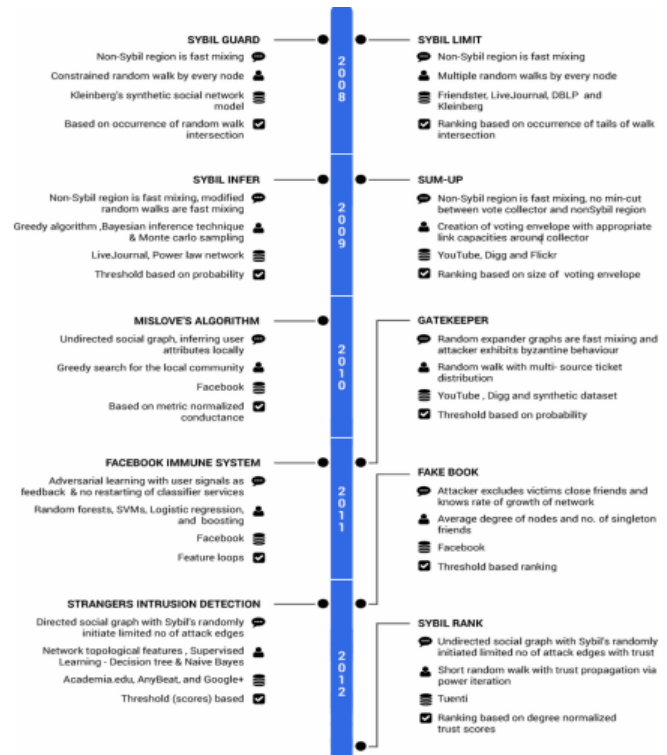 SYBIL GUARD
Non-Sybil region is fast mixing
Constrained random walk by every node
Kleinberg's synthetic social network
model
Based on occurrence of random walk
intersection
2008
SYBIL LIMIT
Non-Sybil region is fast mixing
Multiple random walks by every node
Friendster, LiveJournal, DBLP and
Kleinberg
Ranking based on occurrence of tails of walk
intersection
SYBIL INFER
Non-Sybil region is fast mixing, modified
random walks are fast mixing
Greedy algorithm ,Bayesian inference technique
& Monte carlo sampling
LiveJournal, Power law network
Threshold based on probability
2009
SUM-UP
Non-Sybil region is fast mixing, no min-cut
between vote collector and nonSybil region
Creation of voting envelope with appropriate
link capacities around collector
YouTube, Digg and Flickr
Ranking based on size of voting envelope
MISLOVE'S ALGORITHM
Undirected social graph, inferring user
attributes locally
Greedy search for the local community
Facebook
Based on metric normalized
conductance
2010
GATEKEEPER
Random expander graphs are fast mixing and
attacker exhibits byzantine behaviour
Random walk with multi- source ticket
distribution
YouTube , Digg and synthetic dataset
Threshold based on probability
FACEBOOK IMMUNE SYSTEM
Adversarial learning with user signals as
feedback & no restarting of classifier services
Random forests, SVMs, Logistic regression,
and boosting
Facebook
Feature loops
2011
FAKE BOOK
Attacker excludes victims close friends and
knows rate of growth of network
Average degree of nodes and no. of singleton
friends
Facebook
Threshold based ranking
STRANGERS INTRUSION DETECTION
Directed social graph with Sybil's randomly
initiate limited no of attack edges
Network topological features , Supervised
Learning - Decision tree & Naive Bayes
Academia.edu, AnyBeat, and Google+
Threshold (scores) based
2012
SYBIL RANK
Undirected social graph with Sybil's randomly
initiated limited no of attack edges with trust
Short random walk with trust propagation via
power iteration
Tuenti
Ranking based on degree normalized
trust scores